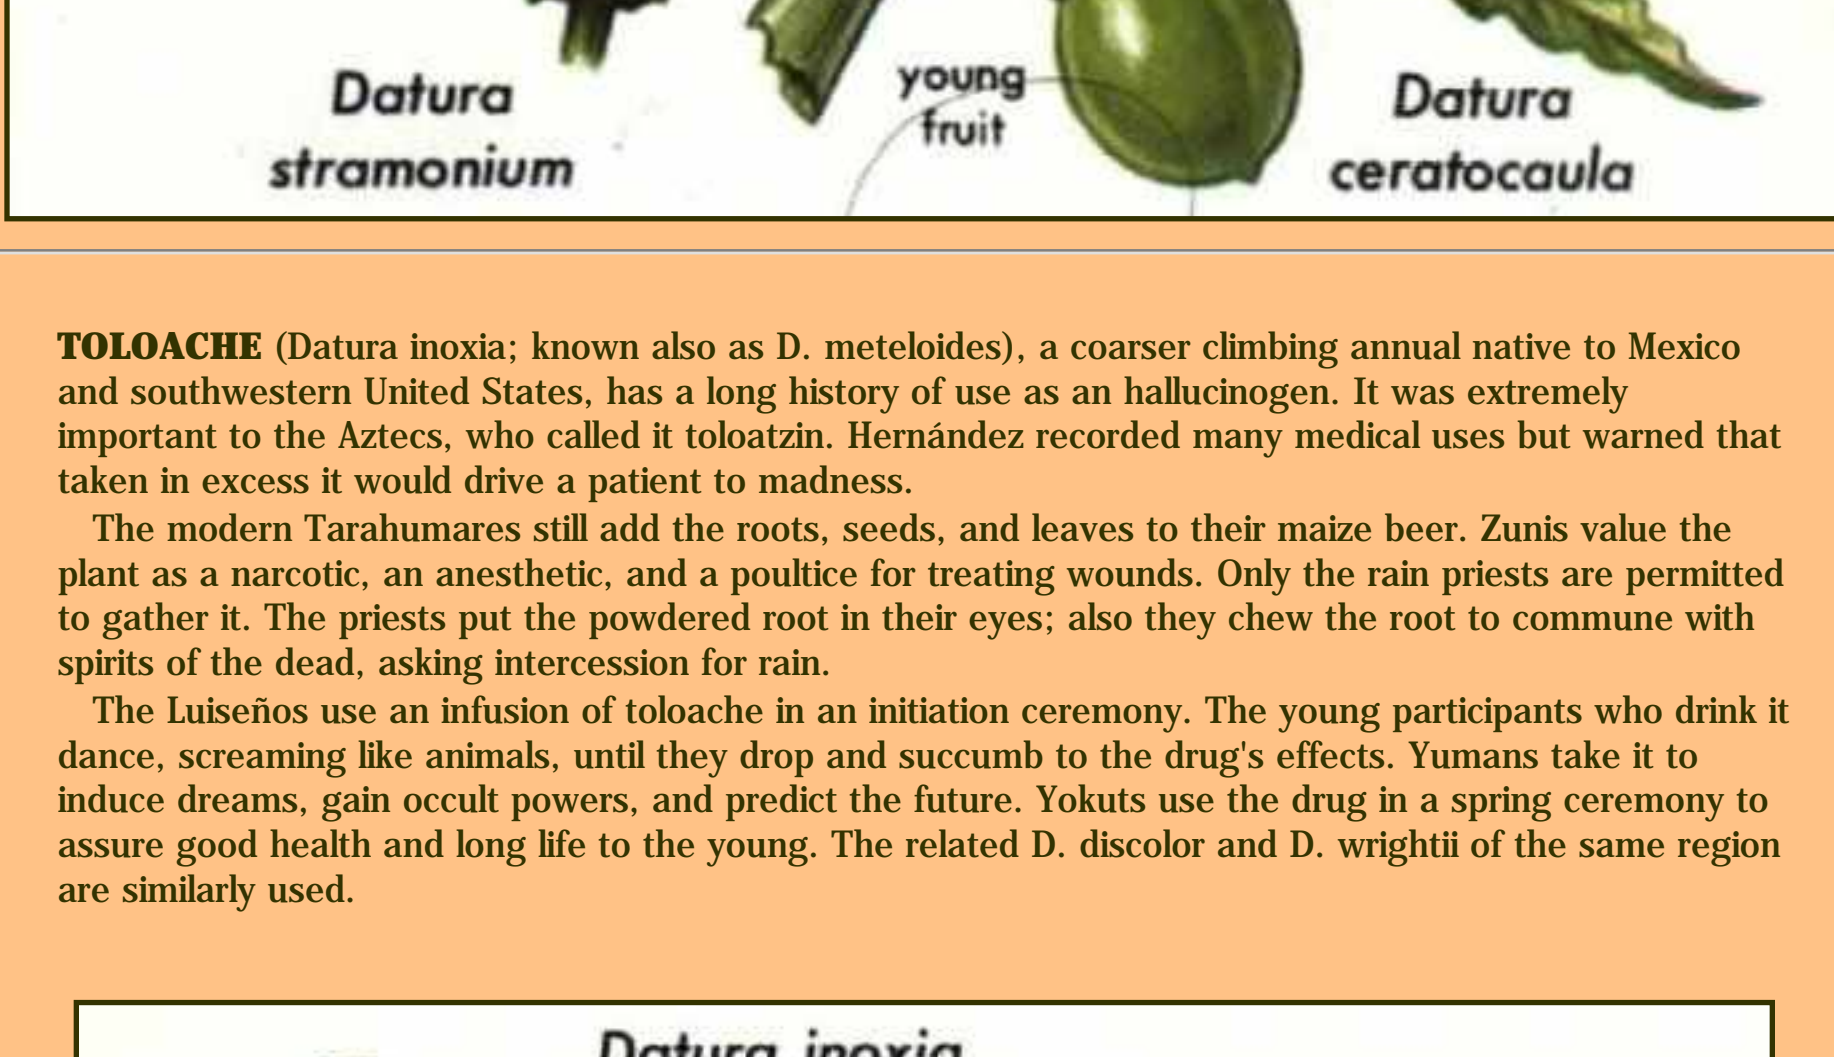 Datura
stramonium
young
fruit
Datura
ceratocaula
TOLOACHE (Datura inoxia; known also as D. meteloides), a coarser climbing annual native to Mexico
and southwestern United States, has a long history of use as an hallucinogen. It was extremely
important to the Aztecs, who called it toloatzin. Hernández recorded many medical uses but warned that
taken in excess it would drive a patient to madness.
The modern Tarahumares still add the roots, seeds, and leaves to their maize beer. Zunis value the
plant as a narcotic, an anesthetic, and a poultice for treating wounds. Only the rain priests are permitted
to gather it. The priests put the powdered root in their eyes; also they chew the root to commune with
spirits of the dead, asking intercession for rain.
The Luiseños use an infusion of toloache in an initiation ceremony. The young participants who drink it
dance, screaming like animals, until they drop and succumb to the drug's effects. Yumans take it to
induce dreams, gain occult powers, and predict the future. Yokuts use the drug in a spring ceremony to
assure good health and long life to the young. The related D. discolor and D. wrightii of the same region
are similarly used.
Datura inoxia